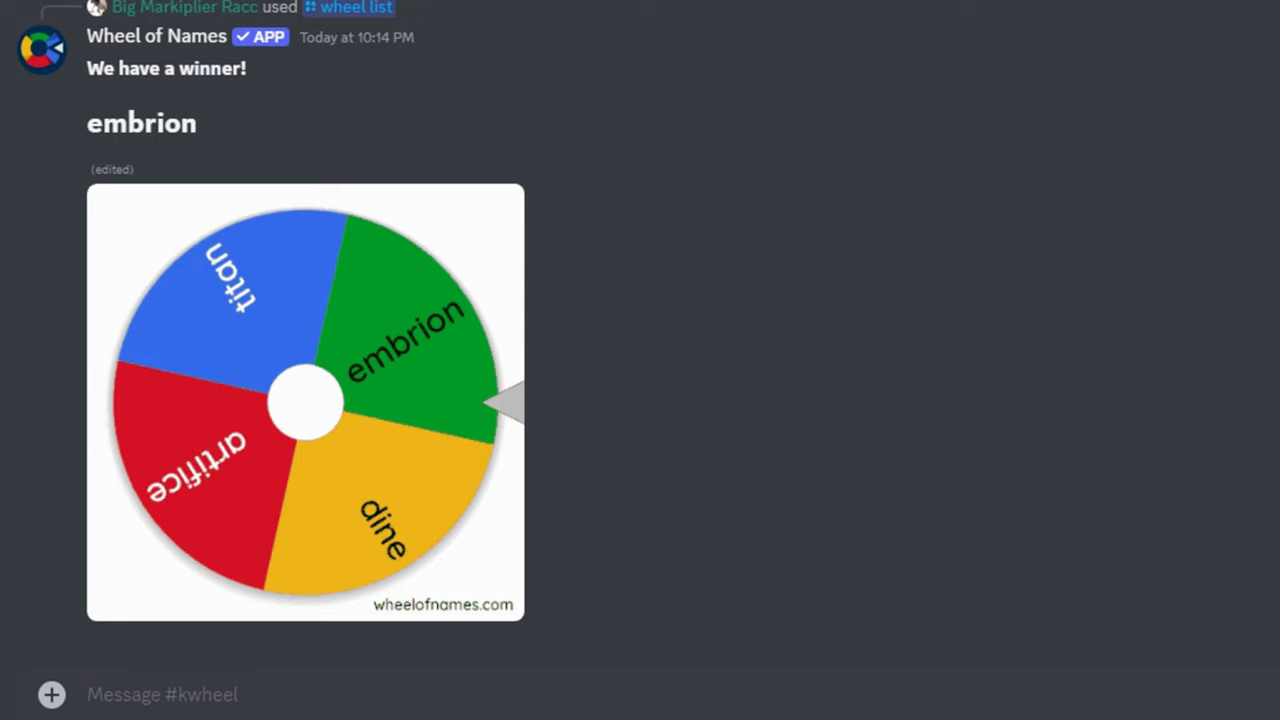 Big Markiplier Racc used wheel list
Wheel of Names APP Today at 10:14 PM
We have a winner!
embrion
(edited)
titan
embrion
artifice
dine
wheelofnames.com
Message #kwheel